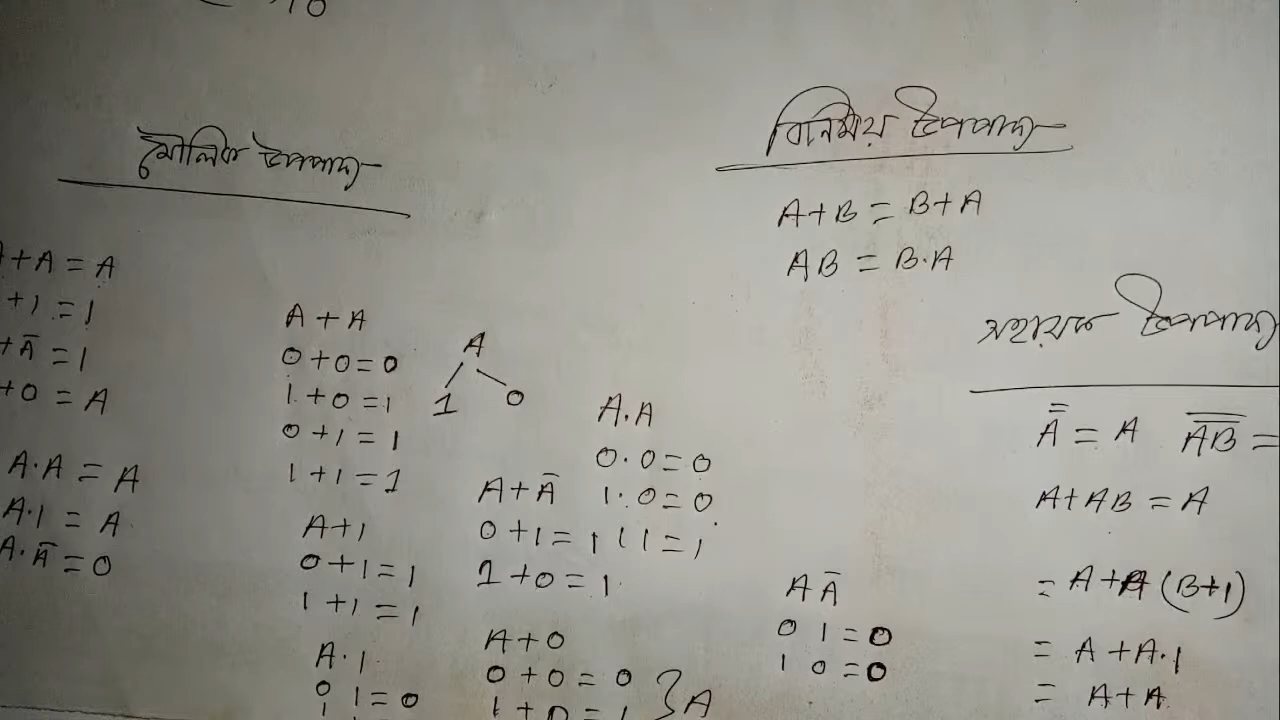 10
মৌলিক উপপাদ্য
+A = A
+1 = 1
+Ā = 1
+0 = A
A·A = A
A·1 = A
A·Ā = 0
A + A
0+0=0
1+0=1
0+1=1
1+1=1
A
1 0
A+1
0+1=1
1+1=1
A·1
0 1=0
1
A+Ā
0+1=1
1+0=1
A+0
0+0=0
1+0=1
}A
A.A
0·0=0
1·0=0
1 1=1
A Ā
0 1=0
1 0=0
বিনিময় উপপাদ্য
A+B = B+A
AB = B·A
সহায়ক উপপাদ্য
A̿ = A A̿B̿ =
A+AB = A
= A+A(B+1)
= A+A·1
= A+A